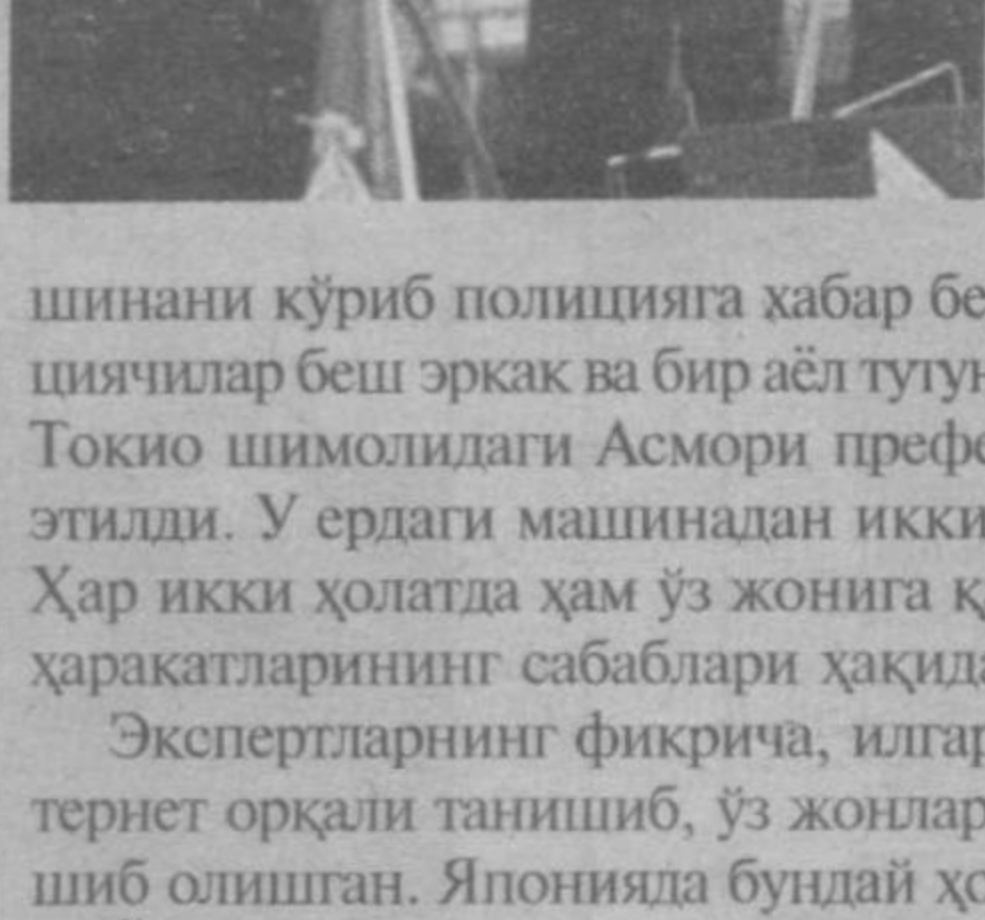 шинани кўриб полицияга хабар бе
циячилар беш эркак ва бир аёл тутун
Токио шимолидаги Асмори префе
этилди. У ердаги машинадан икки
Ҳар икки ҳолатда ҳам ўз жонига қ
ҳаракатларининг сабаблари ҳақида
Экспертларнинг фикрича, илгар
тернет орқали танишиб, ўз жонлар
шиб олишган. Японияда бундай ҳо